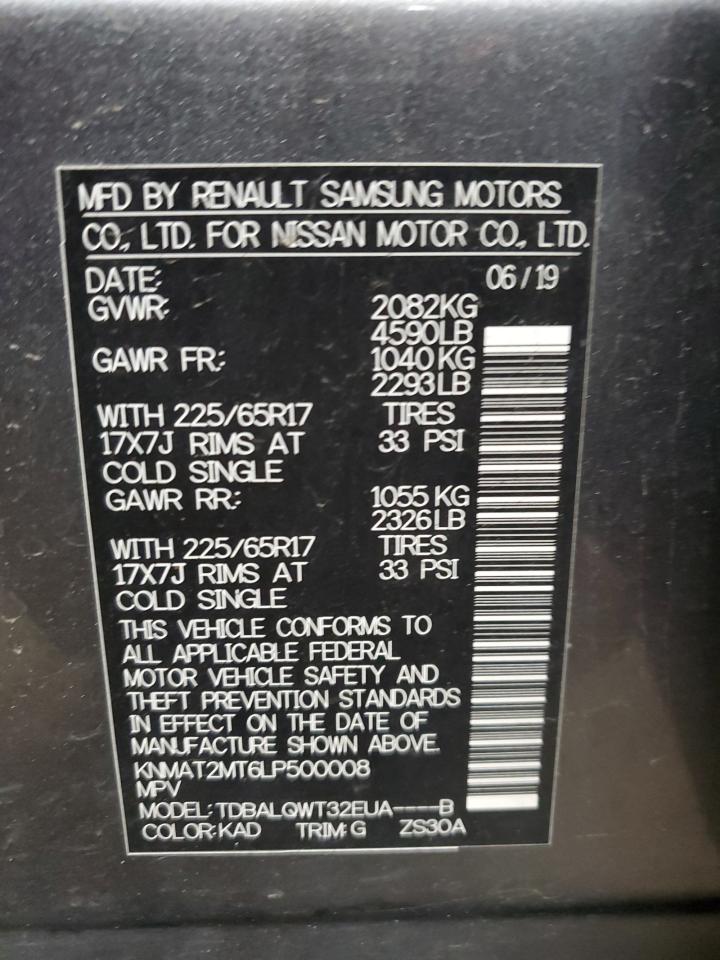 MFD BY RENAULT SAMSUNG MOTORS
CO., LTD. FOR NISSAN MOTOR CO., LTD.
DATE: 06/19
GVWR: 2082KG
4590LB
GAWR FR.: 1040KG
2293LB
WITH 225/65R17 TIRES
17X7J RIMS AT 33 PSI
COLD SINGLE
GAWR RR.: 1055KG
2326LB
WITH 225/65R17 TIRES
17X7J RIMS AT 33 PSI
COLD SINGLE
THIS VEHICLE CONFORMS TO
ALL APPLICABLE FEDERAL
MOTOR VEHICLE SAFETY AND
THEFT PREVENTION STANDARDS
IN EFFECT ON THE DATE OF
MANUFACTURE SHOWN ABOVE.
KNMAT2MT6LP500008
MPV
MODEL: TDBALQWT32EUA----B
COLOR: KAD TRIM: G ZS30A